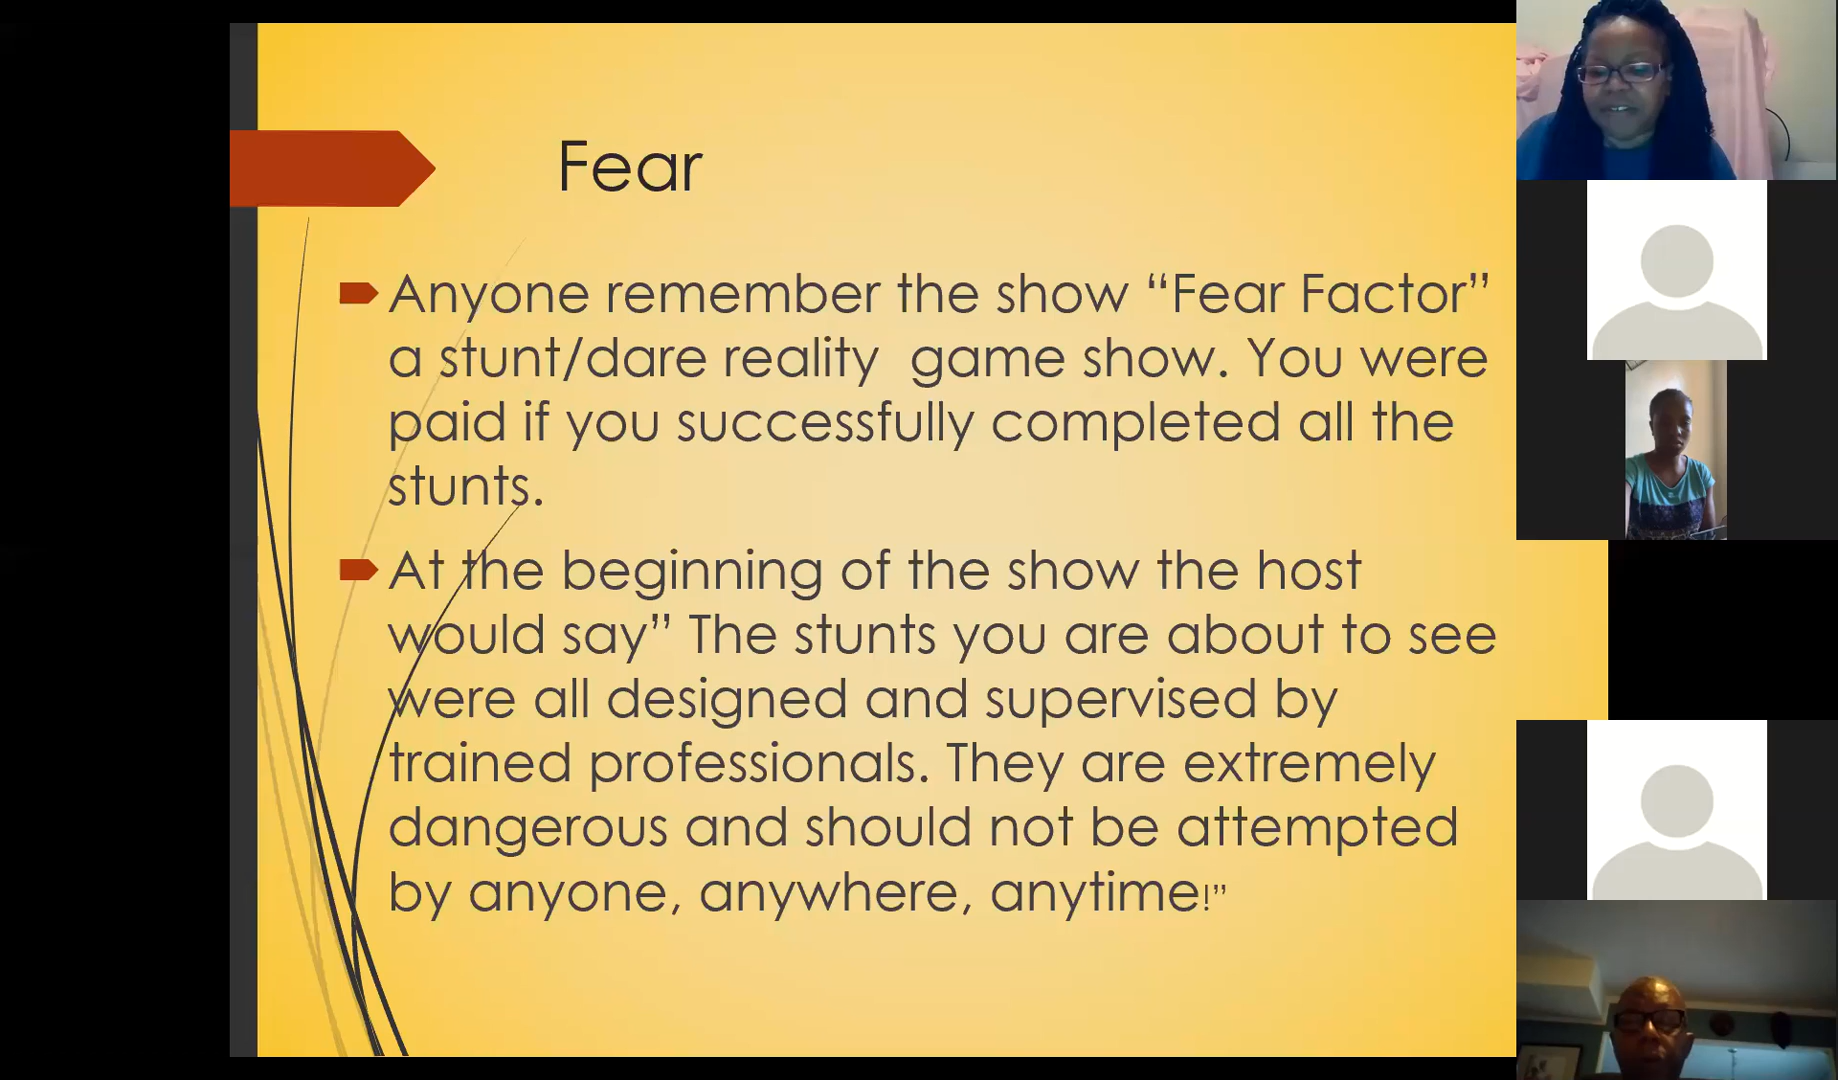 Fear
Anyone remember the show “Fear Factor”
a stunt/dare reality  game show. You were
paid if you successfully completed all the
stunts.
At the beginning of the show the host
would say” The stunts you are about to see
were all designed and supervised by
trained professionals. They are extremely
dangerous and should not be attempted
by anyone, anywhere, anytime!”